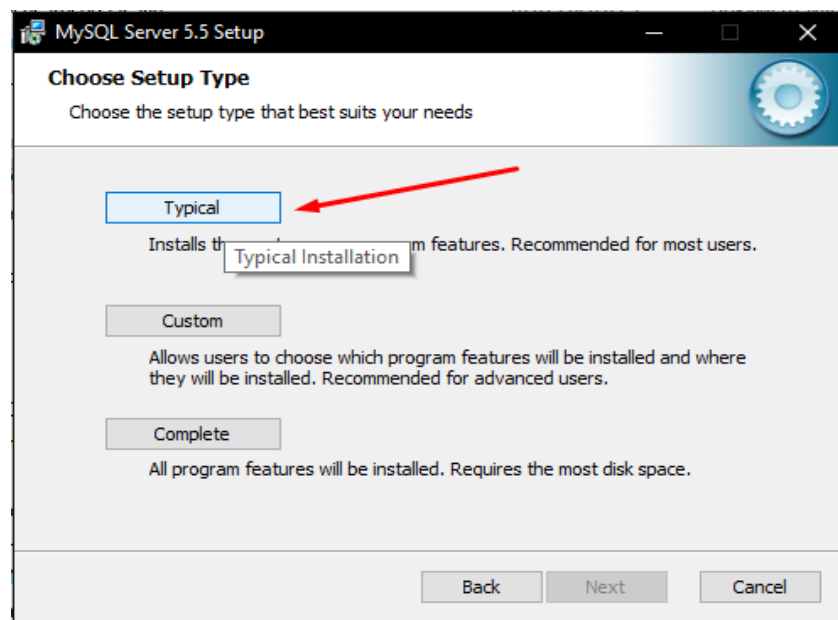 MySQL Server 5.5 Setup
Choose Setup Type
Choose the setup type that best suits your needs
Typical
Installs m features. Recommended for most users.
Typical Installation
Custom
Allows users to choose which program features will be installed and where
they will be installed. Recommended for advanced users.
Complete
All program features will be installed. Requires the most disk space.
Back
Next
Cancel